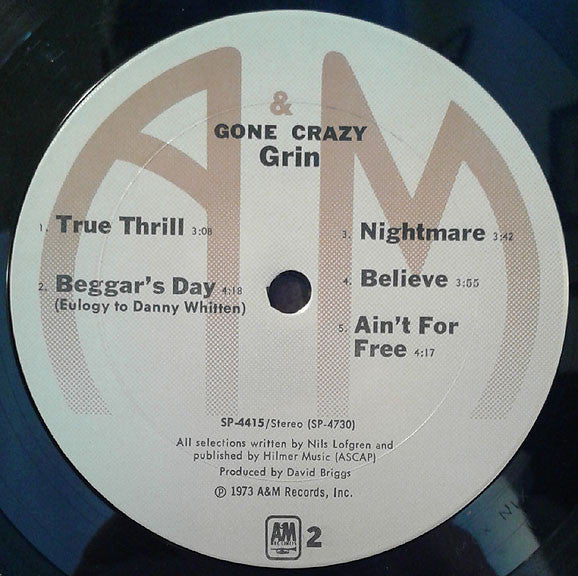 A & M
GONE CRAZY
Grin
1. True Thrill 3:08
2. Beggar's Day 4:18
(Eulogy to Danny Whitten)
3. Nightmare 3:42
4. Believe 3:55
5. Ain't For
Free 4:17
SP-4415/Stereo (SP-4730)
All selections written by Nils Lofgren and
published by Hilmer Music (ASCAP)
Produced by David Briggs
℗ 1973 A&M Records, Inc.
AM
RECORDS
2